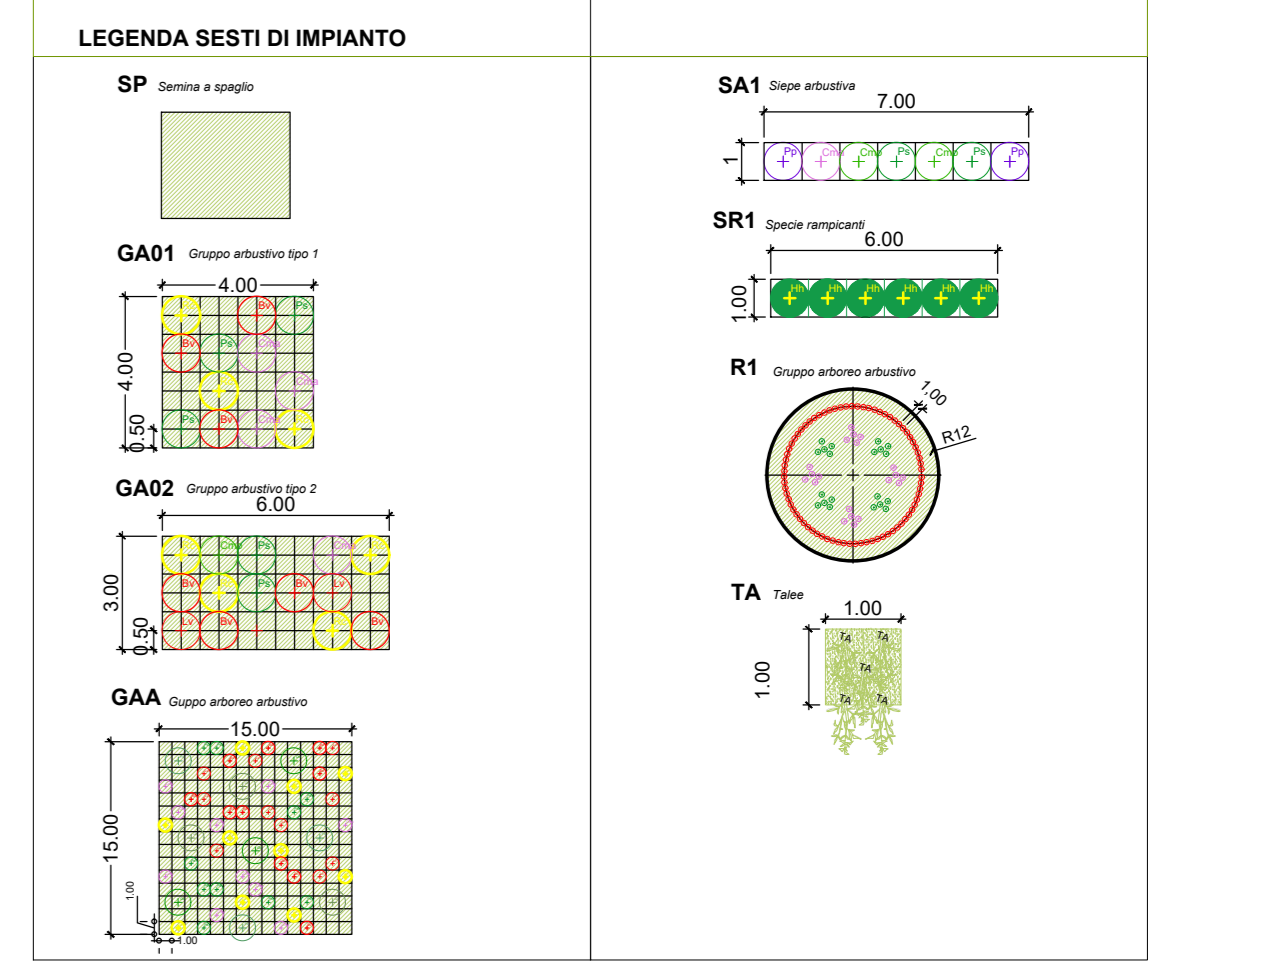 LEGENDA SESTI DI IMPIANTO
SP Semina a spaglio
GA01 Gruppo arbustivo tipo 1
4.00
4.00
0.50
Bv Ps
Bv Ps Cma
Cma
Ps Bv Cma
GA02 Gruppo arbustivo tipo 2
6.00
3.00
0.50
Cmo Ps Cma
Bv Ps Bv Lv
Lv Bv Bv
GAA Guppo arboreo arbustivo
15.00
15.00
1.00
1.00
SA1 Siepe arbustiva
7.00
1
Pp Cma Cmo Ps Cmo Ps Pp
SR1 Specie rampicanti
6.00
1.00
Hh Hh Hh Hh Hh Hh
R1 Gruppo arboreo arbustivo
1.00
R12
TA Talee
1.00
1.00
TA TA
TA
TA TA